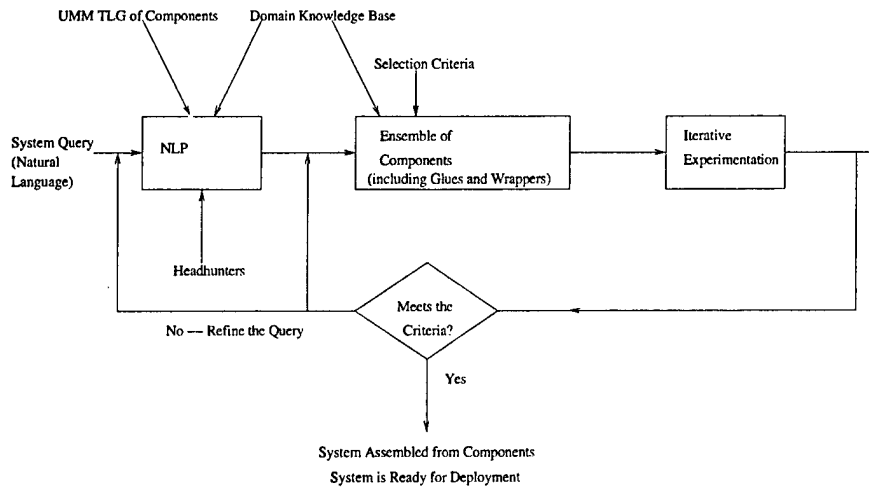 UMM TLG of Components
Domain Knowledge Base
Selection Criteria
System Query
(Natural
Language)
NLP
Ensemble of
Components
(including Glues and Wrappers)
Iterative
Experimentation
Headhunters
Meets the
Criteria?
No --- Refine the Query
Yes
System Assembled from Components
System is Ready for Deployment